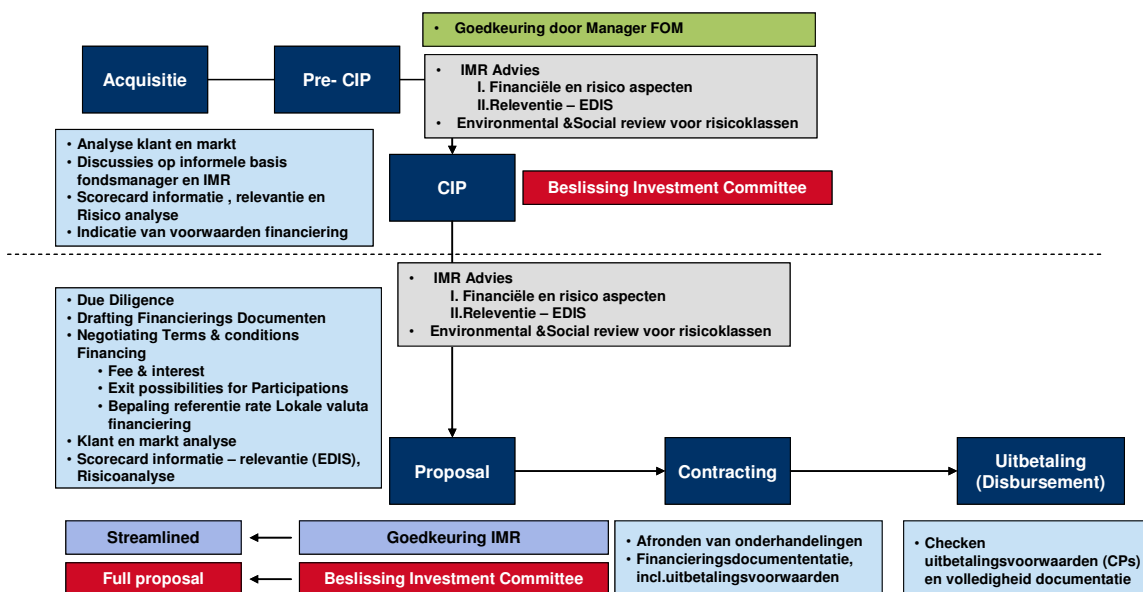 • Goedkeuring door Manager FOM
Acquisitie
Pre- CIP
• IMR Advies
I. Financiële en risico aspecten
II.Releventie – EDIS
• Environmental &Social review voor risicoklassen
• Analyse klant en markt
• Discussies op informele basis
fondsmanager en IMR
• Scorecard informatie , relevantie en
Risico analyse
• Indicatie van voorwaarden financiering
CIP
Beslissing Investment Committee
• IMR Advies
I. Financiële en risico aspecten
II.Releventie – EDIS
• Environmental &Social review voor risicoklassen
• Due Diligence
• Drafting Financierings Documenten
• Negotiating Terms & conditions
Financing
• Fee & interest
• Exit possibilities for Participations
• Bepaling referentie rate Lokale valuta
financiering
• Klant en markt analyse
• Scorecard informatie – relevantie (EDIS),
Risicoanalyse
Proposal
Contracting
Uitbetaling
(Disbursement)
Streamlined
Goedkeuring IMR
Full proposal
Beslissing Investment Committee
• Afronden van onderhandelingen
• Financieringsdocumententatie,
incl.uitbetalingsvoorwaarden
• Checken
uitbetalingsvoorwaarden (CPs)
en volledigheid documentatie